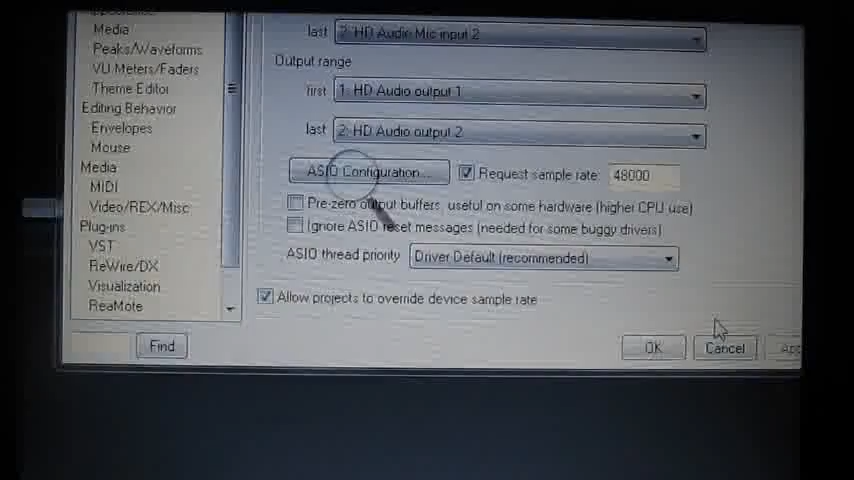 Media
Peaks/Waveforms
VU Meters/Faders
Theme Editor
Editing Behavior
Envelopes
Mouse
Media
MIDI
Video/REX/Misc
Plug-ins
VST
ReWire/DX
Visualization
ReaMote
Find
last 2: HD Audio Mic input 2
Output range
first 1: HD Audio output 1
last 2: HD Audio output 2
ASIO Configuration... Request sample rate: 48000
Pre-zero output buffers, useful on some hardware (higher CPU use)
Ignore ASIO reset messages (needed for some buggy drivers)
ASIO thread priority Driver Default (recommended)
Allow projects to override device sample rate
OK Cancel